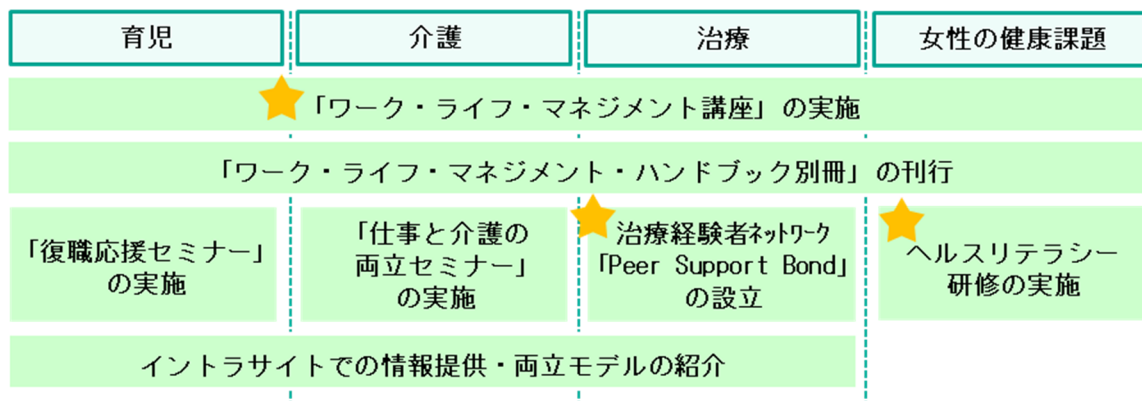 育児
介護
治療
女性の健康課題
「ワーク・ライフ・マネジメント講座」の実施
「ワーク・ライフ・マネジメント・ハンドブック別冊」の刊行
「復職応援セミナー」
の実施
「仕事と介護の
両立セミナー」
の実施
治療経験者ﾈｯﾄﾜｰｸ
「Peer Support Bond」
の設立
ヘルスリテラシー
研修の実施
イントラサイトでの情報提供・両立モデルの紹介